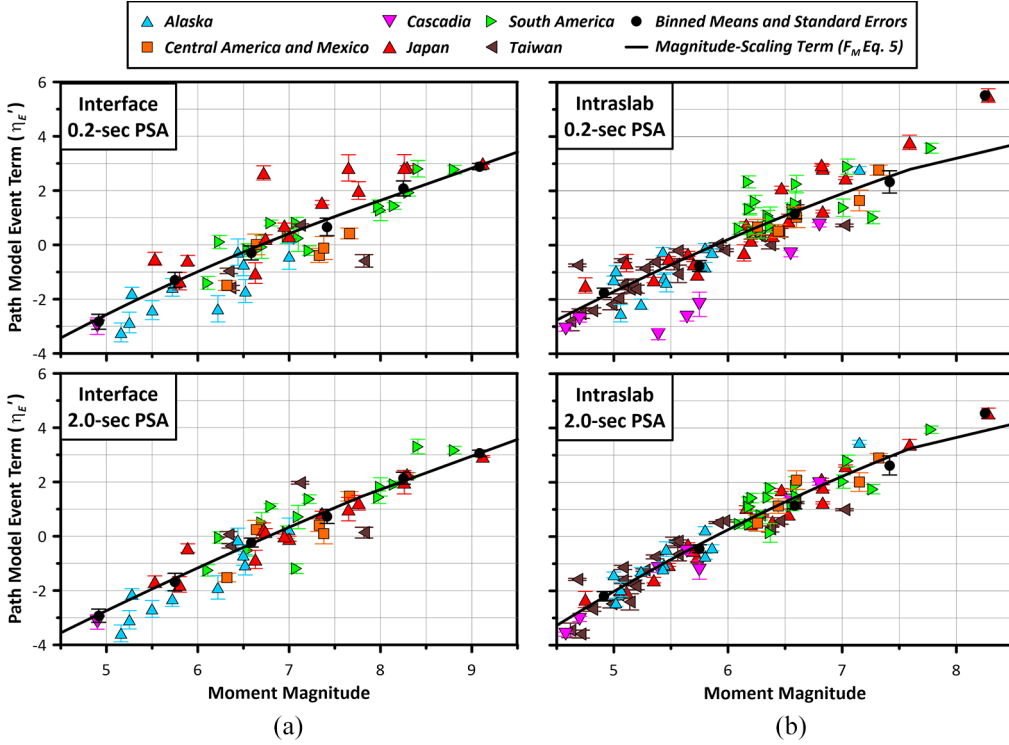 Alaska Cascadia South America Binned Means and Standard Errors
Central America and Mexico Japan Taiwan Magnitude-Scaling Term (F_M Eq. 5)
Path Model Event Term (η_E')
6
4
2
0
-2
-4
Interface
0.2-sec PSA
Intraslab
0.2-sec PSA
Path Model Event Term (η_E')
6
4
2
0
-2
-4
Interface
2.0-sec PSA
Intraslab
2.0-sec PSA
5 6 7 8 9
5 6 7 8
Moment Magnitude
Moment Magnitude
(a)
(b)